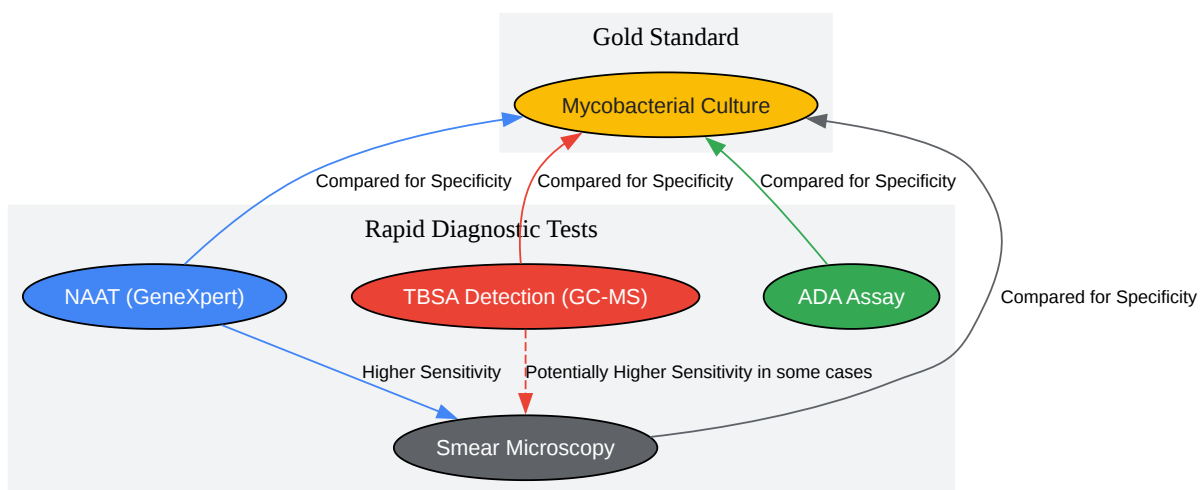 Gold Standard
Mycobacterial Culture
Compared for Specificity
Compared for Specificity
Compared for Specificity
Rapid Diagnostic Tests
NAAT (GeneXpert)
TBSA Detection (GC-MS)
ADA Assay
Compared for Specificity
Higher Sensitivity
Potentially Higher Sensitivity in some cases
Smear Microscopy